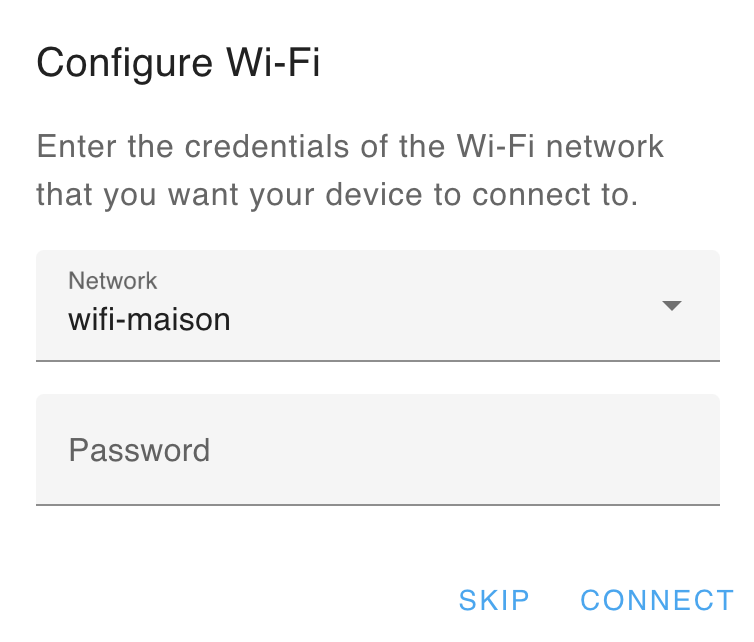 Configure Wi-Fi
Enter the credentials of the Wi-Fi network
that you want your device to connect to.
Network
wifi-maison
Password
SKIP CONNECT